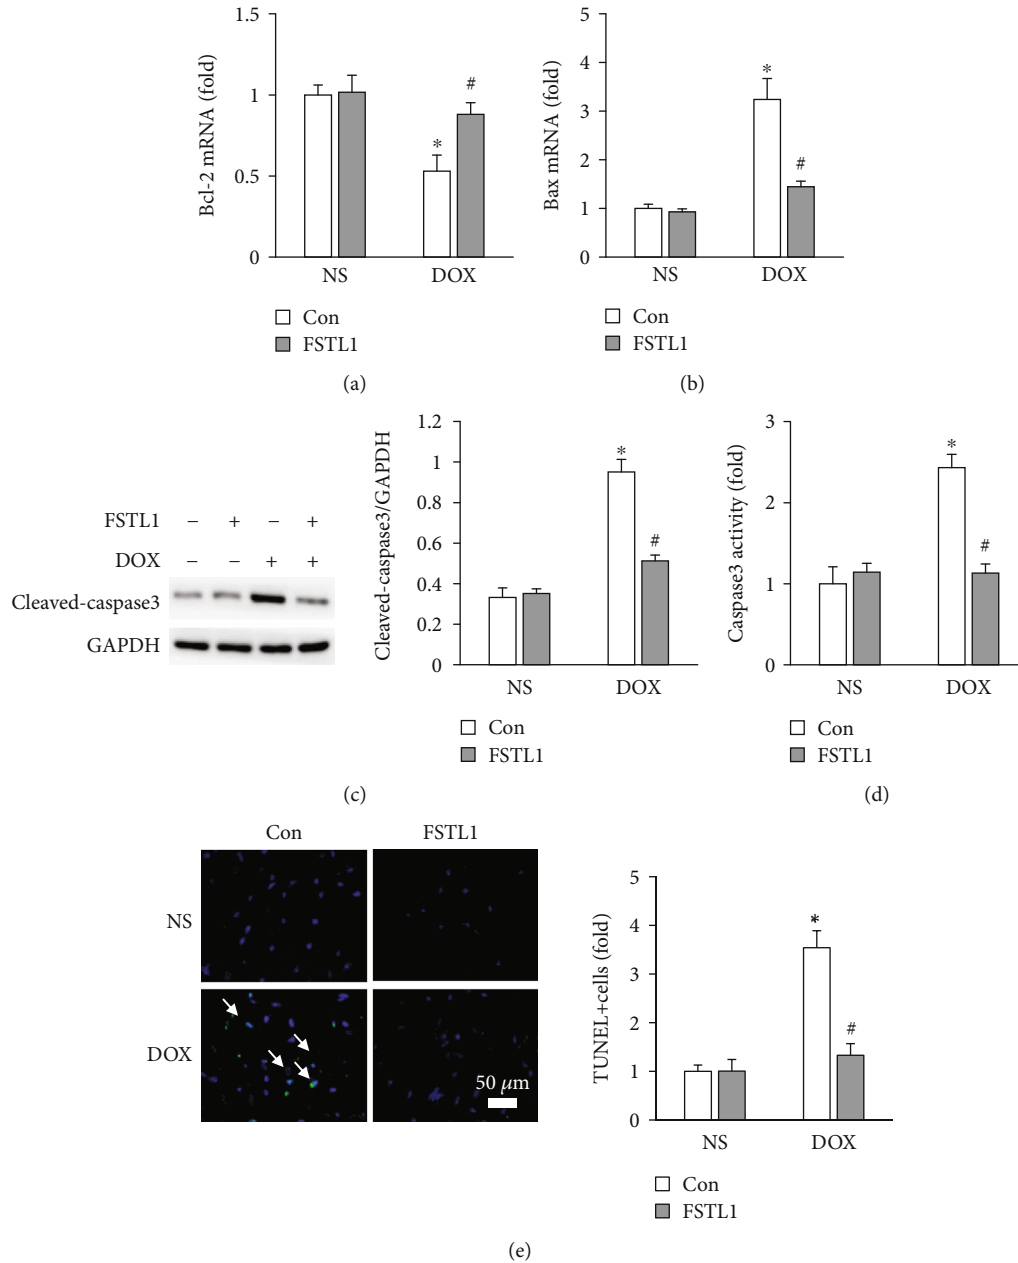 Bcl-2 mRNA (fold)
1.5
1
0.5
0
*
#
NS
DOX
Con
FSTL1
(a)
Bax mRNA (fold)
5
4
3
2
1
0
*
#
NS
DOX
Con
FSTL1
(b)
FSTL1 – + – +
DOX – – + +
Cleaved-caspase3
GAPDH
Cleaved-caspase3/GAPDH
1.2
1
0.8
0.6
0.4
0.2
0
*
#
NS
DOX
Con
FSTL1
(c)
Caspase3 activity (fold)
3
2
1
0
*
#
NS
DOX
Con
FSTL1
(d)
Con FSTL1
NS
DOX
50 μm
TUNEL+cells (fold)
5
4
3
2
1
0
*
#
NS
DOX
Con
FSTL1
(e)